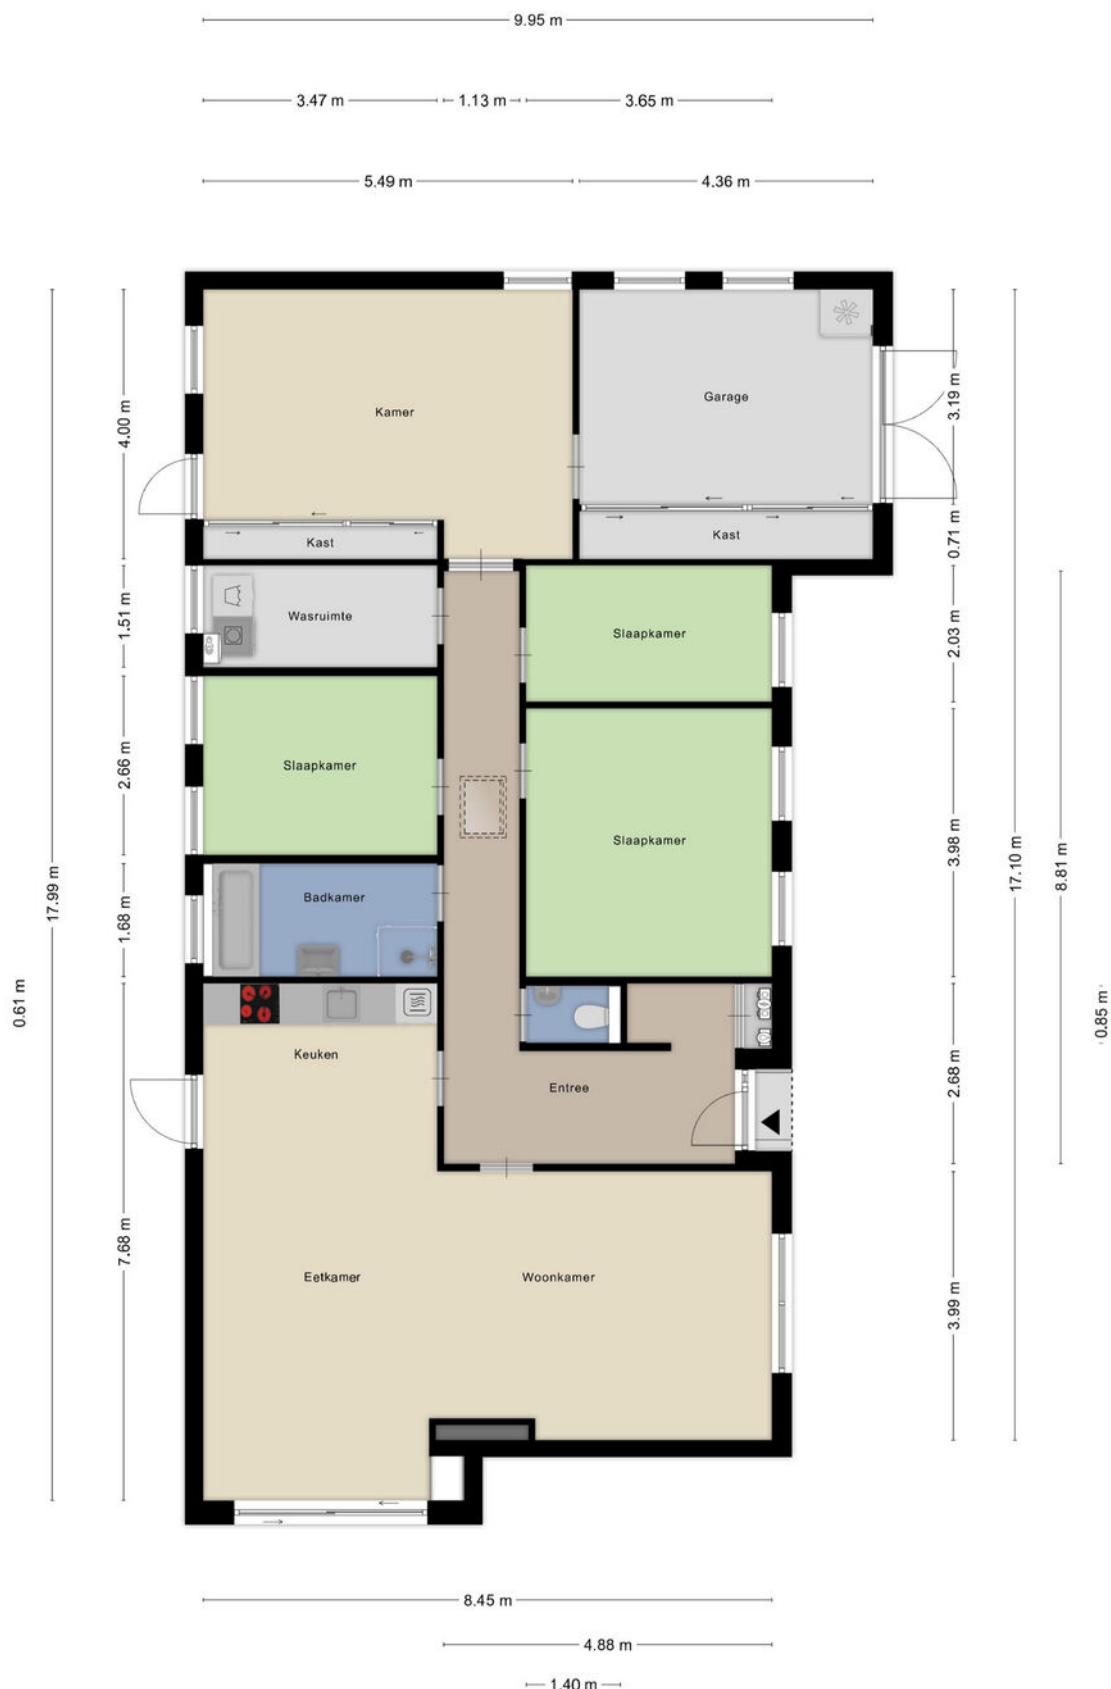 9.95 m
3.47 m
1.13 m
3.65 m
5.49 m
4.36 m
4.00 m
3.19 m
Kamer
Garage
Kast
Kast
0.71 m
1.51 m
Wasruimte
Slaapkamer
2.03 m
2.66 m
Slaapkamer
Slaapkamer
3.98 m
17.10 m
8.81 m
17.99 m
1.68 m
Badkamer
0.61 m
0.85 m
Keuken
Entree
2.68 m
7.68 m
Eetkamer
Woonkamer
3.99 m
8.45 m
4.88 m
1.40 m